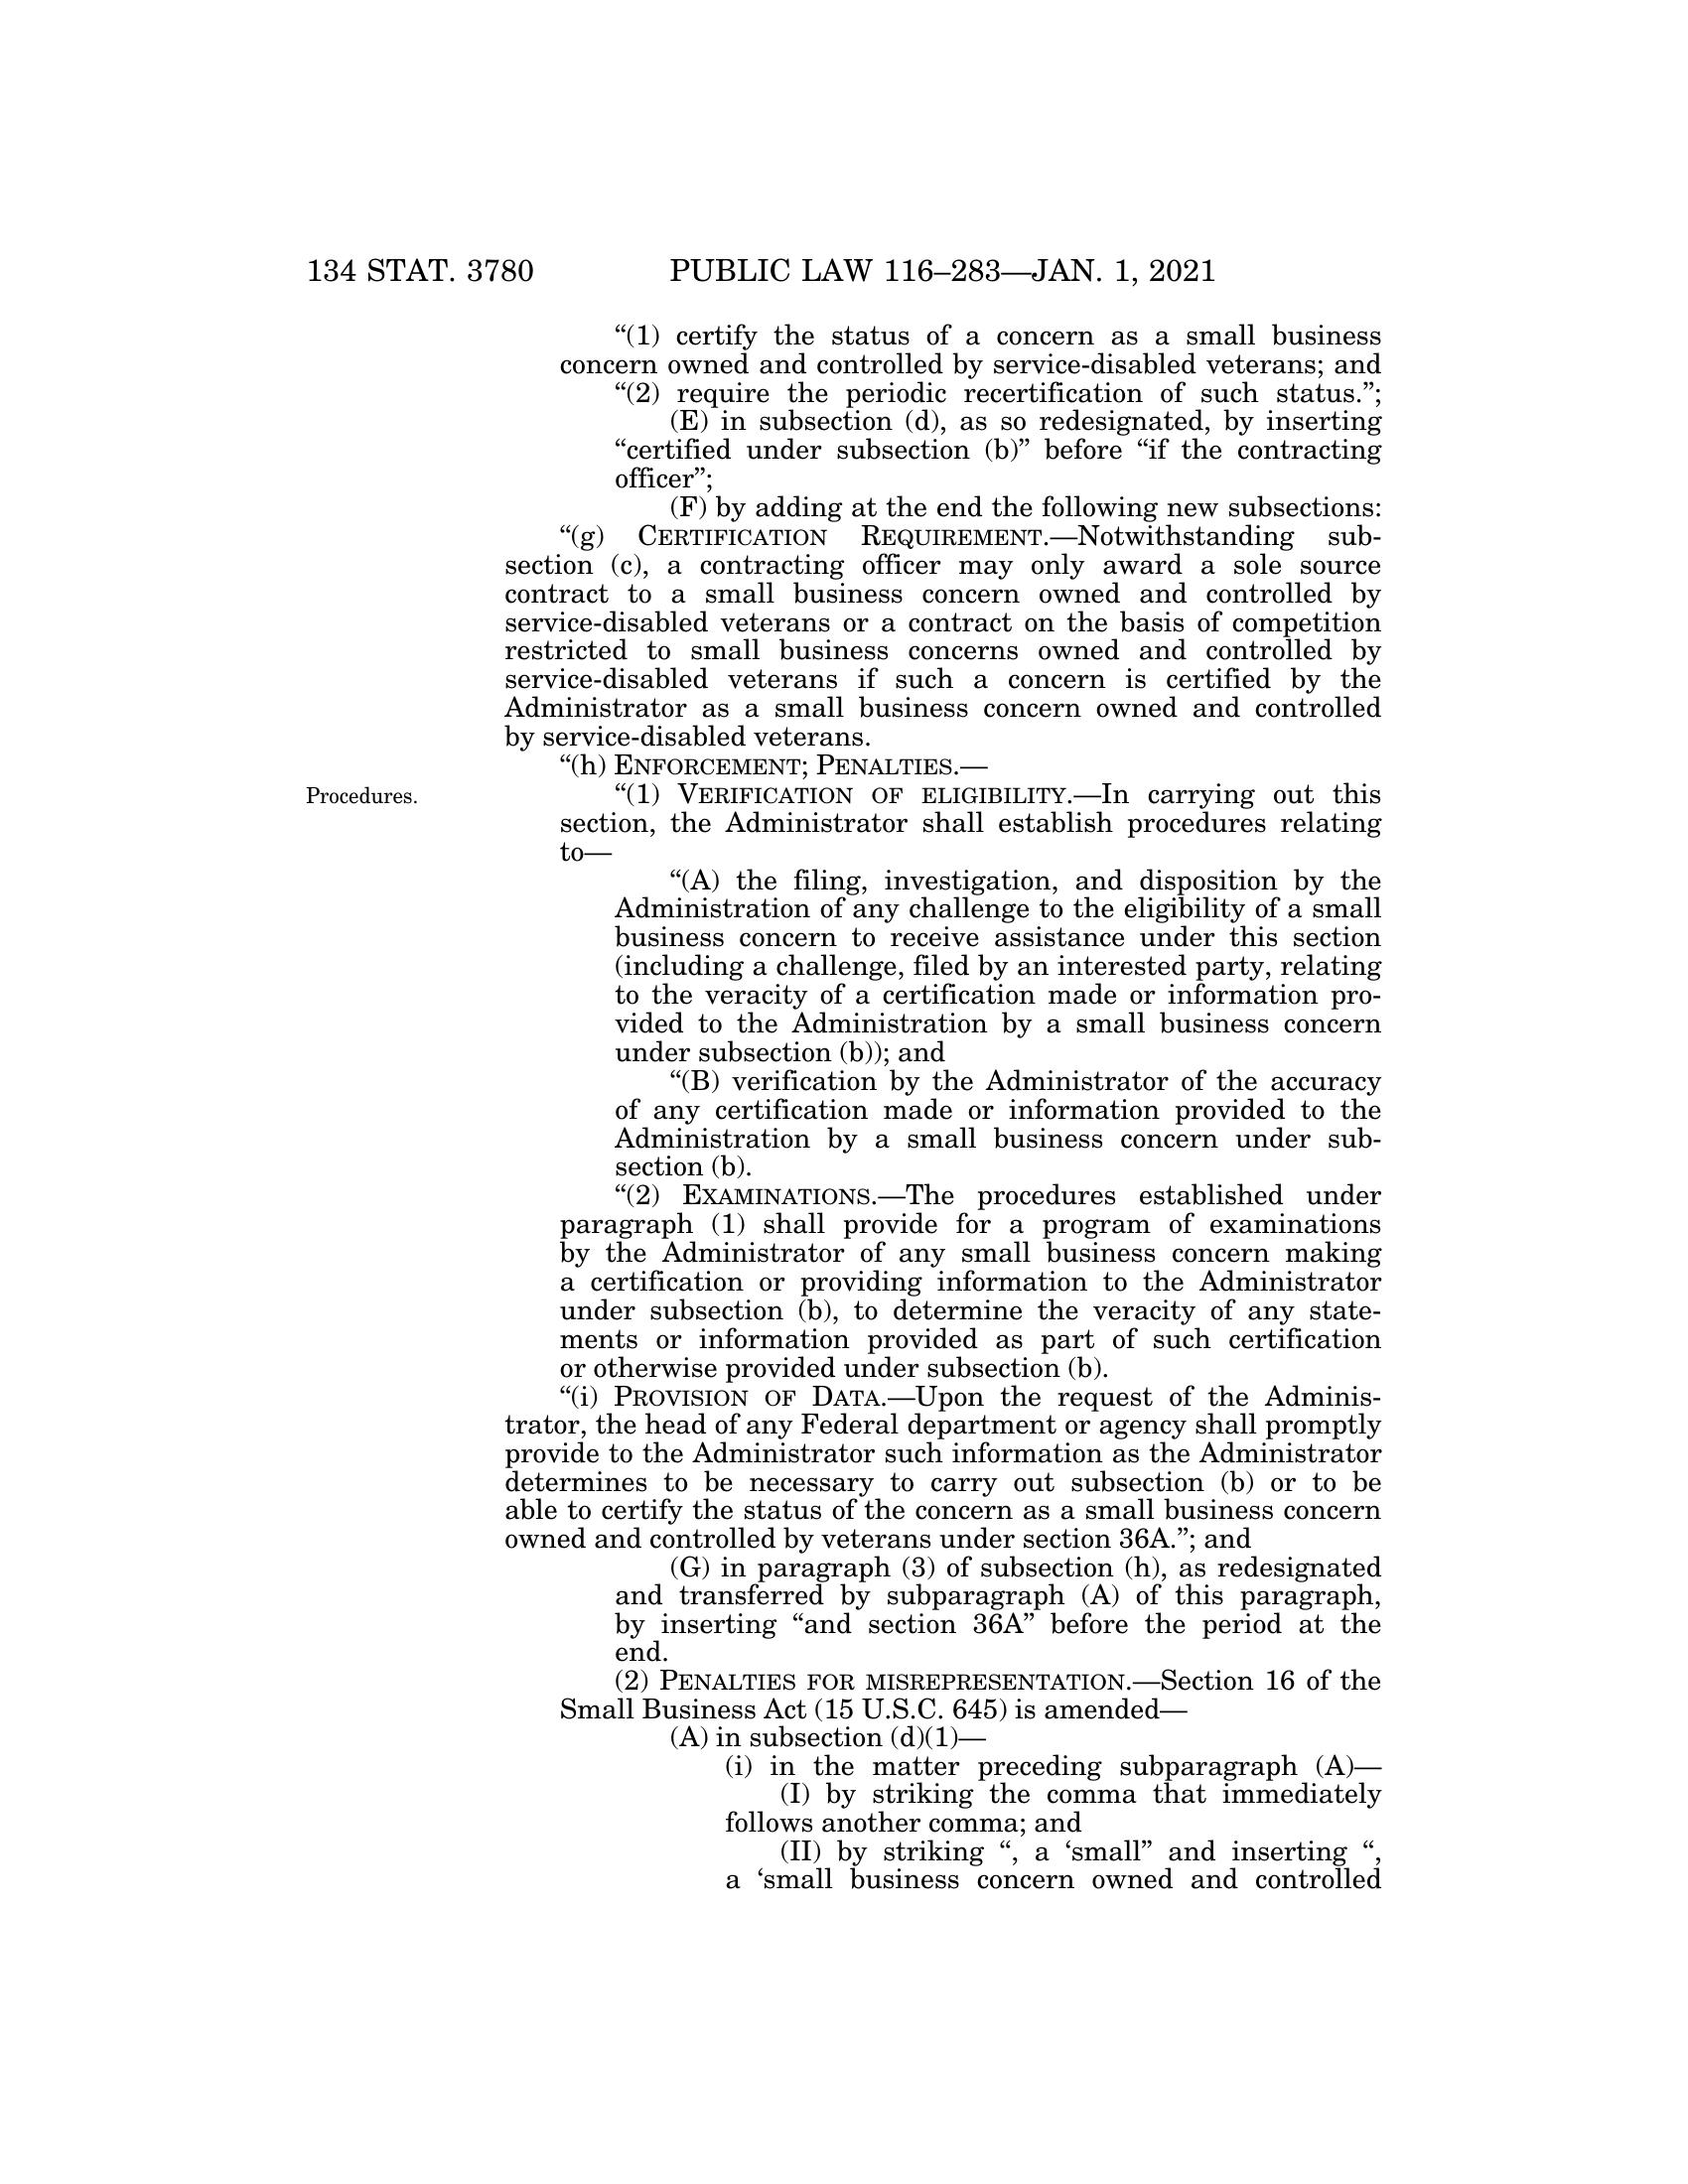 134 STAT. 3780 PUBLIC LAW 116–283—JAN. 1, 2021
“(1) certify the status of a concern as a small business
concern owned and controlled by service-disabled veterans; and
“(2) require the periodic recertification of such status.”;
(E) in subsection (d), as so redesignated, by inserting
“certified under subsection (b)” before “if the contracting
officer”;
(F) by adding at the end the following new subsections:
“(g) CERTIFICATION REQUIREMENT.—Notwithstanding sub-
section (c), a contracting officer may only award a sole source
contract to a small business concern owned and controlled by
service-disabled veterans or a contract on the basis of competition
restricted to small business concerns owned and controlled by
service-disabled veterans if such a concern is certified by the
Administrator as a small business concern owned and controlled
by service-disabled veterans.
“(h) ENFORCEMENT; PENALTIES.—
Procedures.
“(1) VERIFICATION OF ELIGIBILITY.—In carrying out this
section, the Administrator shall establish procedures relating
to—
“(A) the filing, investigation, and disposition by the
Administration of any challenge to the eligibility of a small
business concern to receive assistance under this section
(including a challenge, filed by an interested party, relating
to the veracity of a certification made or information pro-
vided to the Administration by a small business concern
under subsection (b)); and
“(B) verification by the Administrator of the accuracy
of any certification made or information provided to the
Administration by a small business concern under sub-
section (b).
“(2) EXAMINATIONS.—The procedures established under
paragraph (1) shall provide for a program of examinations
by the Administrator of any small business concern making
a certification or providing information to the Administrator
under subsection (b), to determine the veracity of any state-
ments or information provided as part of such certification
or otherwise provided under subsection (b).
“(i) PROVISION OF DATA.—Upon the request of the Adminis-
trator, the head of any Federal department or agency shall promptly
provide to the Administrator such information as the Administrator
determines to be necessary to carry out subsection (b) or to be
able to certify the status of the concern as a small business concern
owned and controlled by veterans under section 36A.”; and
(G) in paragraph (3) of subsection (h), as redesignated
and transferred by subparagraph (A) of this paragraph,
by inserting “and section 36A” before the period at the
end.
(2) PENALTIES FOR MISREPRESENTATION.—Section 16 of the
Small Business Act (15 U.S.C. 645) is amended—
(A) in subsection (d)(1)—
(i) in the matter preceding subparagraph (A)—
(I) by striking the comma that immediately
follows another comma; and
(II) by striking “, a ‘small” and inserting “,
a ‘small business concern owned and controlled